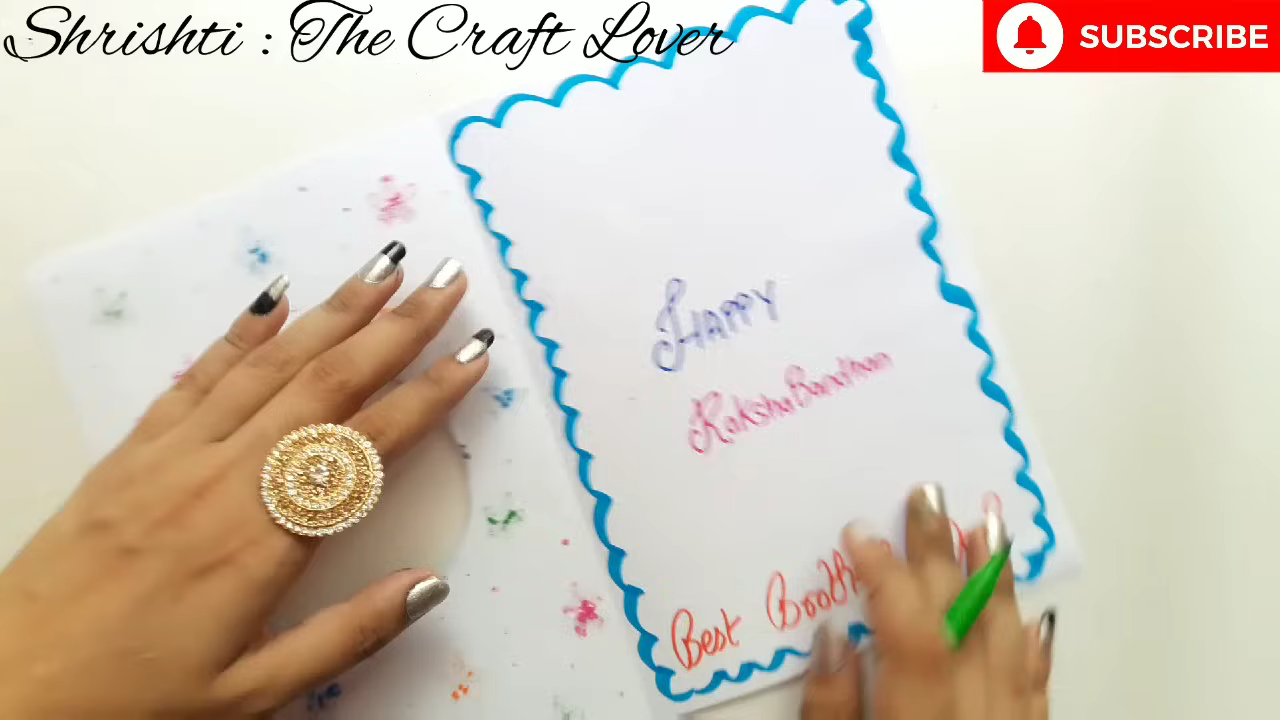 Shrishti : The Craft Lover
SUBSCRIBE
HAPPY
RakshaBandhan
Best